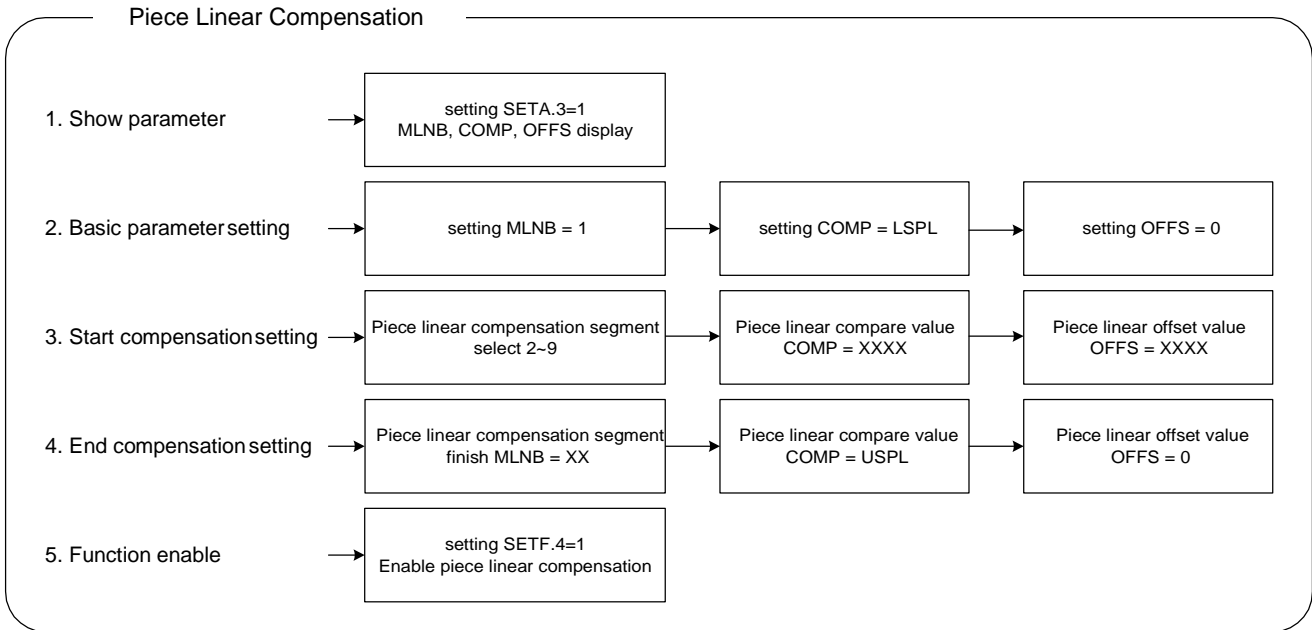 Piece Linear Compensation
1. Show parameter
setting SETA.3=1
MLNB, COMP, OFFS display
2. Basic parameter setting
setting MLNB = 1
setting COMP = LSPL
setting OFFS = 0
3. Start compensation setting
Piece linear compensation segment
select 2~9
Piece linear compare value
COMP = XXXX
Piece linear offset value
OFFS = XXXX
4. End compensation setting
Piece linear compensation segment
finish MLNB = XX
Piece linear compare value
COMP = USPL
Piece linear offset value
OFFS = 0
5. Function enable
setting SETF.4=1
Enable piece linear compensation